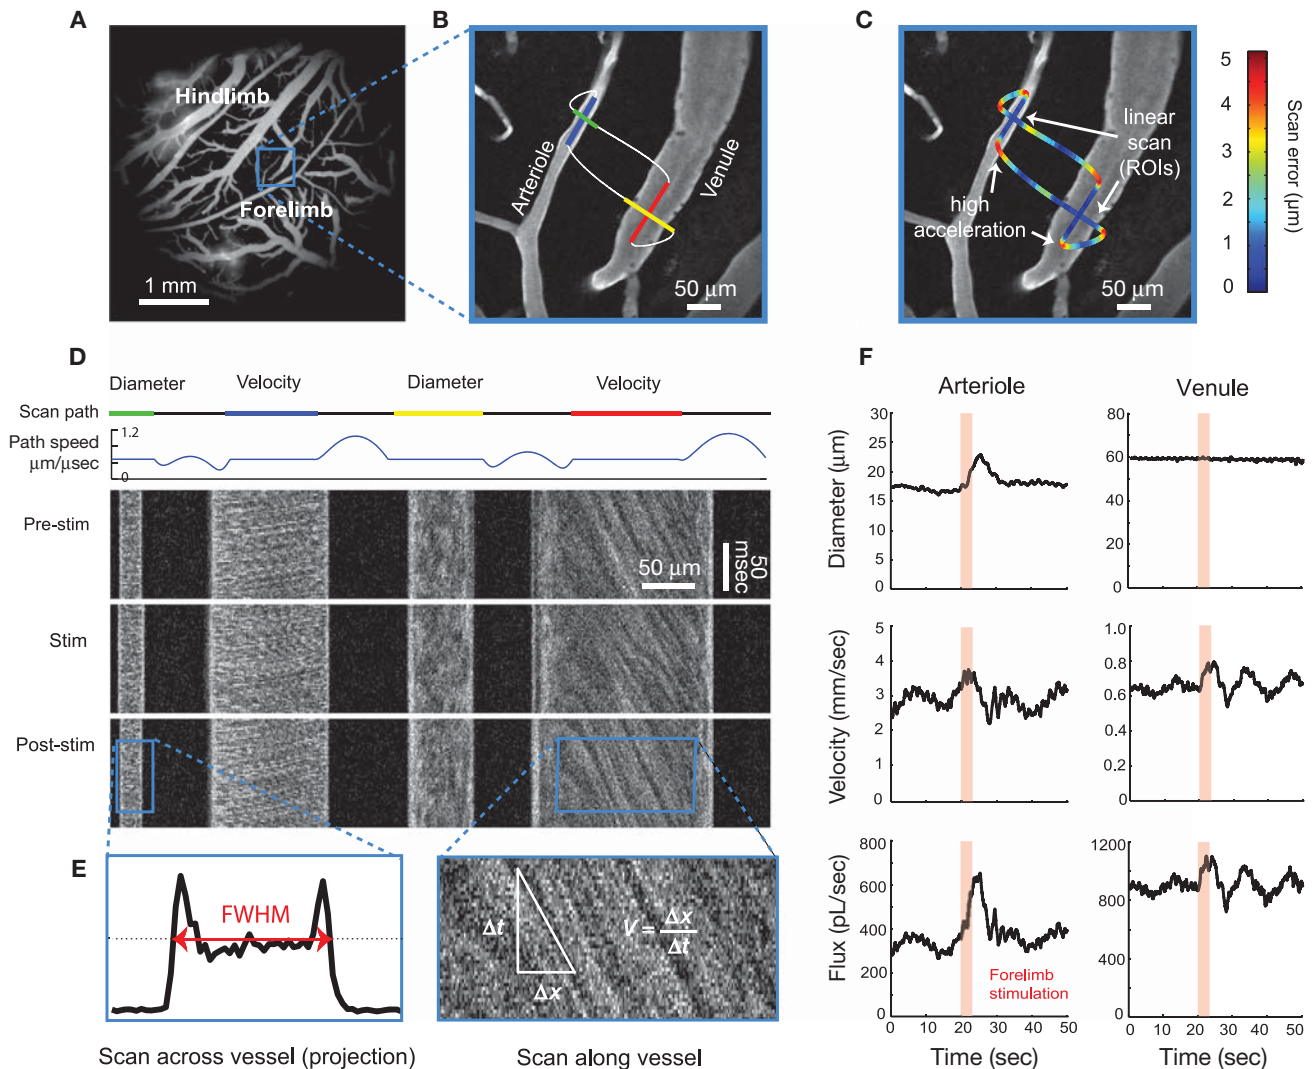 A
Hindlimb
Forelimb
1 mm
B
Arteriole
Venule
50 μm
C
linear
scan
(ROIs)
high
acceleration
50 μm
5
4
3
2
1
0
Scan error (μm)
D
Diameter
Velocity
Diameter
Velocity
Scan path
Path speed
μm/μsec
1.2
0
Pre-stim
50 μm
50
msec
Stim
Post-stim
E
FWHM
Scan across vessel (projection)
Δt
Δx
V = Δx/Δt
Scan along vessel
F
Arteriole
Venule
Diameter (μm)
30
25
20
15
10
5
0
80
60
40
20
0
Velocity (mm/sec)
5
4
3
2
1
0
1.0
0.8
0.6
0.4
0.2
0
Flux (pL/sec)
800
600
400
200
0
Forelimb
stimulation
1200
800
400
0
0 10 20 30 40 50
0 10 20 30 40 50
Time (sec)
Time (sec)